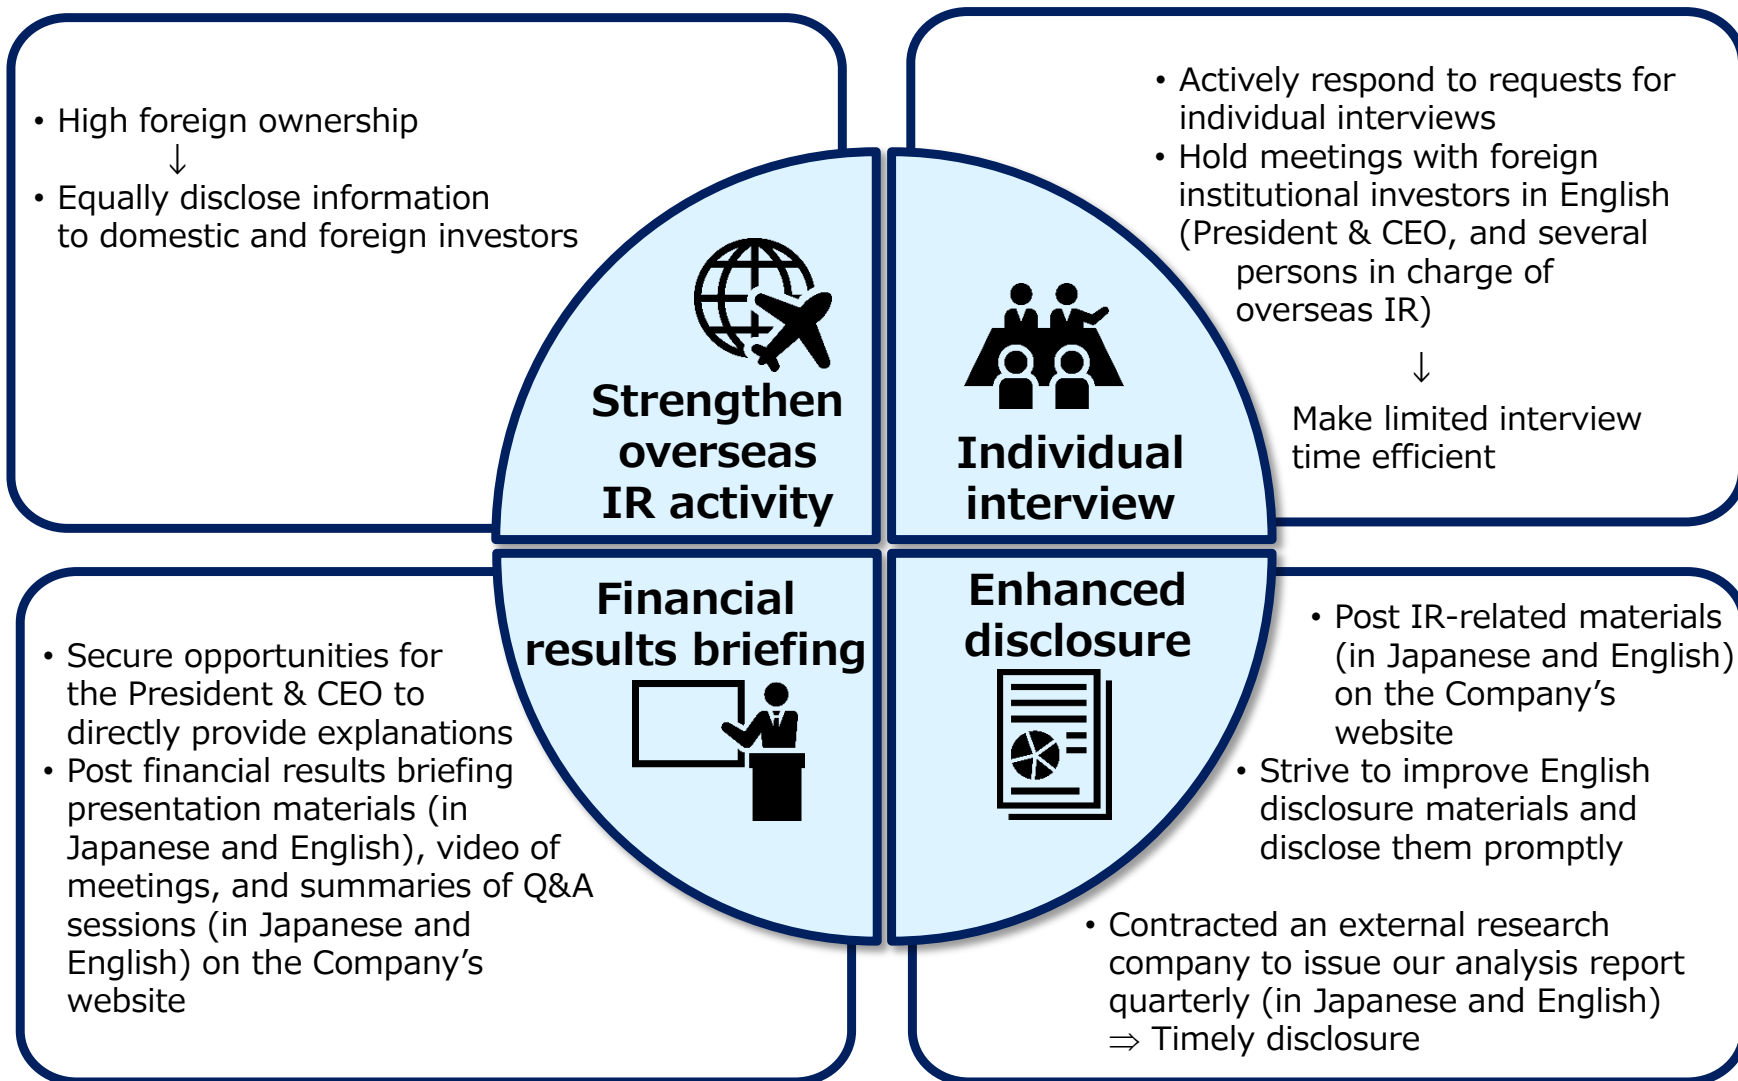 • High foreign ownership
↓
• Equally disclose information
to domestic and foreign investors
Strengthen
overseas
IR activity
• Actively respond to requests for
individual interviews
• Hold meetings with foreign
institutional investors in English
(President & CEO, and several
persons in charge of
overseas IR)
↓
Make limited interview
time efficient
Individual
interview
Financial
results briefing
• Secure opportunities for
the President & CEO to
directly provide explanations
• Post financial results briefing
presentation materials (in
Japanese and English), video of
meetings, and summaries of Q&A
sessions (in Japanese and
English) on the Company’s
website
Enhanced
disclosure
• Post IR-related materials
(in Japanese and English)
on the Company’s
website
• Strive to improve English
disclosure materials and
disclose them promptly
• Contracted an external research
company to issue our analysis report
quarterly (in Japanese and English)
⇒ Timely disclosure